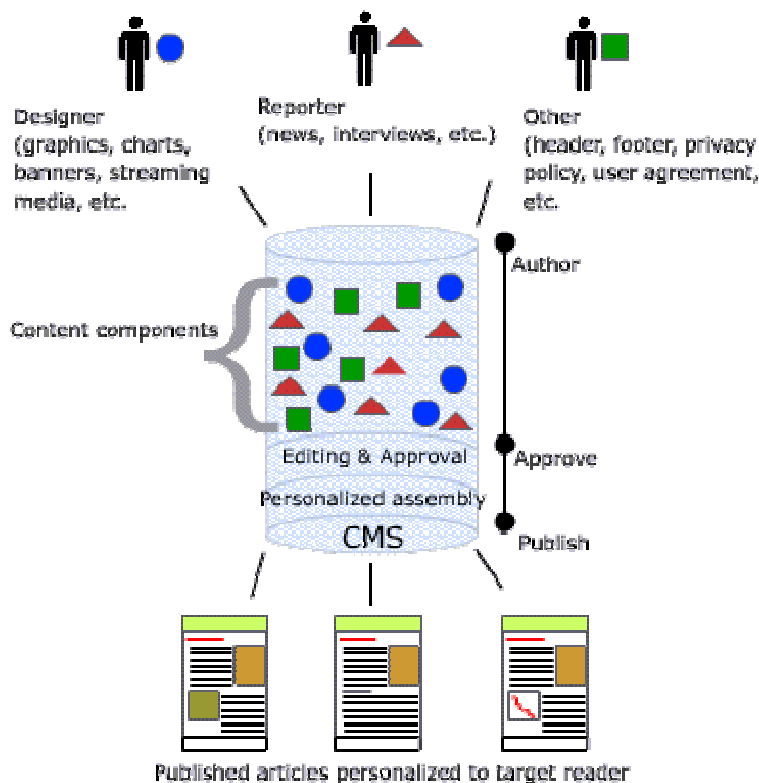 Designer
(graphics, charts,
banners, streaming
media, etc.
Reporter
(news, interviews, etc.)
Other
(header, footer, privacy
policy, user agreement,
etc.
Author
Content components
Editing & Approval
Approve
Personalized assembly
CMS
Publish
Published articles personalized to target reader